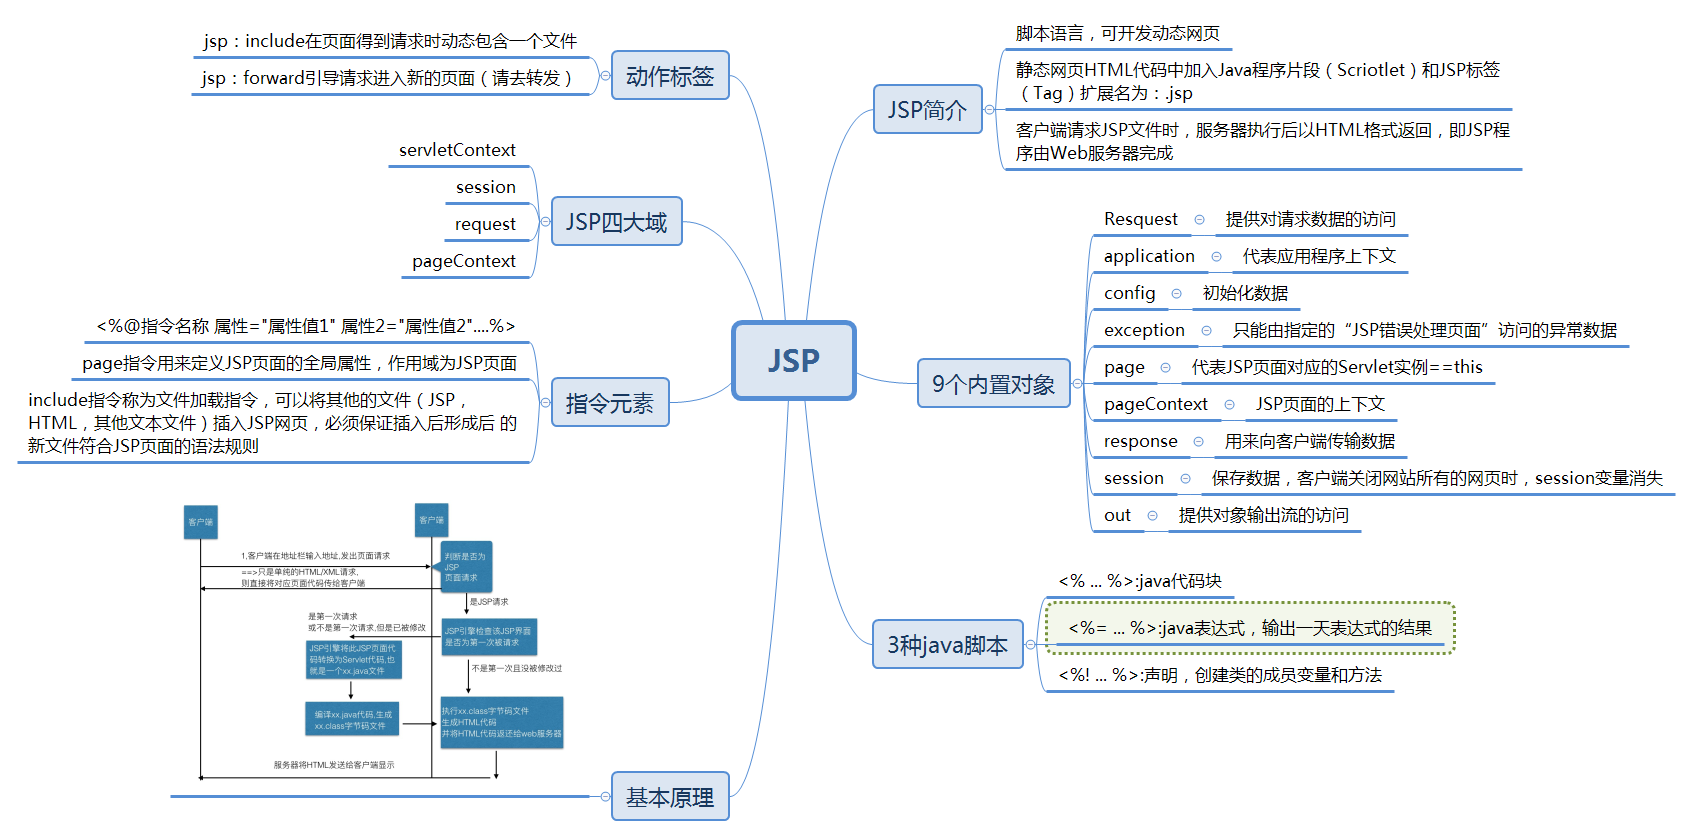 JSP
动作标签
jsp：include在页面得到请求时动态包含一个文件
jsp：forward引导请求进入新的页面（请去转发）
JSP四大域
servletContext
session
request
pageContext
指令元素
<%@指令名称 属性="属性值1" 属性2="属性值2"....%>
page指令用来定义JSP页面的全局属性，作用域为JSP页面
include指令称为文件加载指令，可以将其他的文件（JSP，
HTML，其他文本文件）插入JSP网页，必须保证插入后形成后 的
新文件符合JSP页面的语法规则
基本原理
客户端
客户端
1,客户端在地址栏输入地址,发出页面请求
==>只是单纯的HTML/XML请求,
则直接将对应页面代码传给客户端
判断是否为
JSP
页面请求
是JSP请求
是第一次请求
或不是第一次请求,但是已被修改
JSP引擎检查该JSP界面
是否为第一次被请求
JSP引擎将此JSP页面代
码转换为Servlet代码,也
就是一个xx.java文件
不是第一次且没被修改过
编译xx.java代码,生成
xx.class字节码文件
执行xx.class字节码文件
生成HTML代码
并将HTML代码返还给web服务器
服务器将HTML发送给客户端显示
JSP简介
脚本语言，可开发动态网页
静态网页HTML代码中加入Java程序片段（Scriotlet）和JSP标签
（Tag）扩展名为：.jsp
客户端请求JSP文件时，服务器执行后以HTML格式返回，即JSP程
序由Web服务器完成
9个内置对象
Resquest 提供对请求数据的访问
application 代表应用程序上下文
config 初始化数据
exception 只能由指定的“JSP错误处理页面”访问的异常数据
page 代表JSP页面对应的Servlet实例==this
pageContext JSP页面的上下文
response 用来向客户端传输数据
session 保存数据，客户端关闭网站所有的网页时，session变量消失
out 提供对象输出流的访问
3种java脚本
<% ... %>:java代码块
<%= ... %>:java表达式，输出一天表达式的结果
<%! ... %>:声明，创建类的成员变量和方法